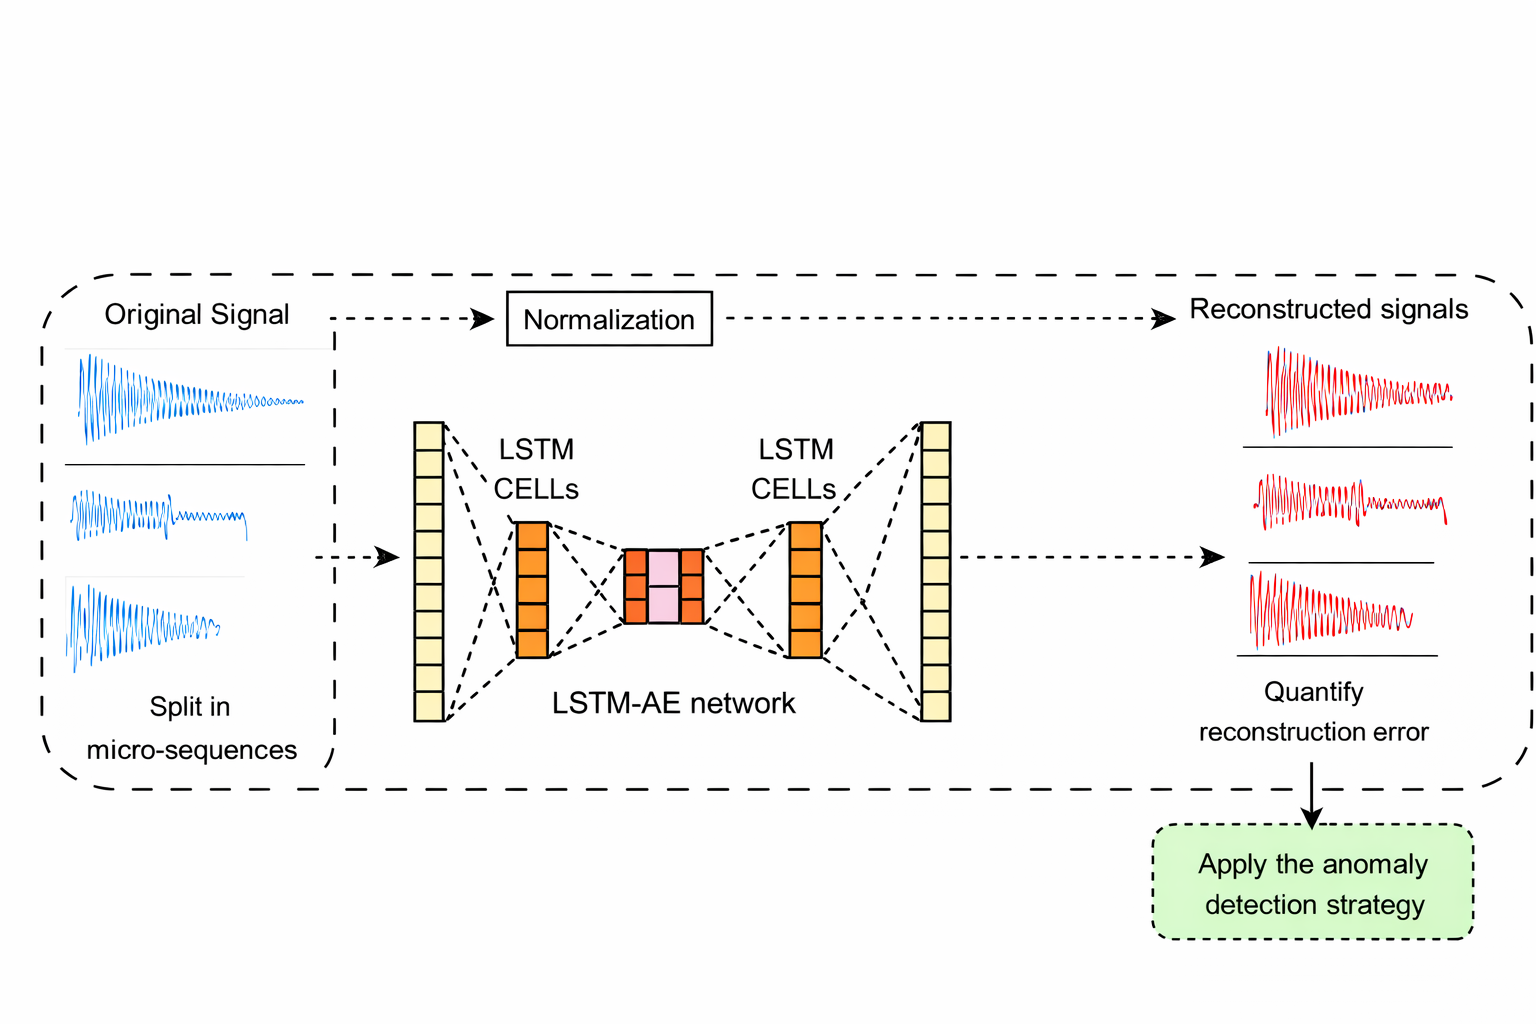 Original Signal
Normalization
Reconstructed signals
LSTM
CELLs
LSTM
CELLs
LSTM-AE network
Split in
micro-sequences
Quantify
reconstruction error
Apply the anomaly
detection strategy